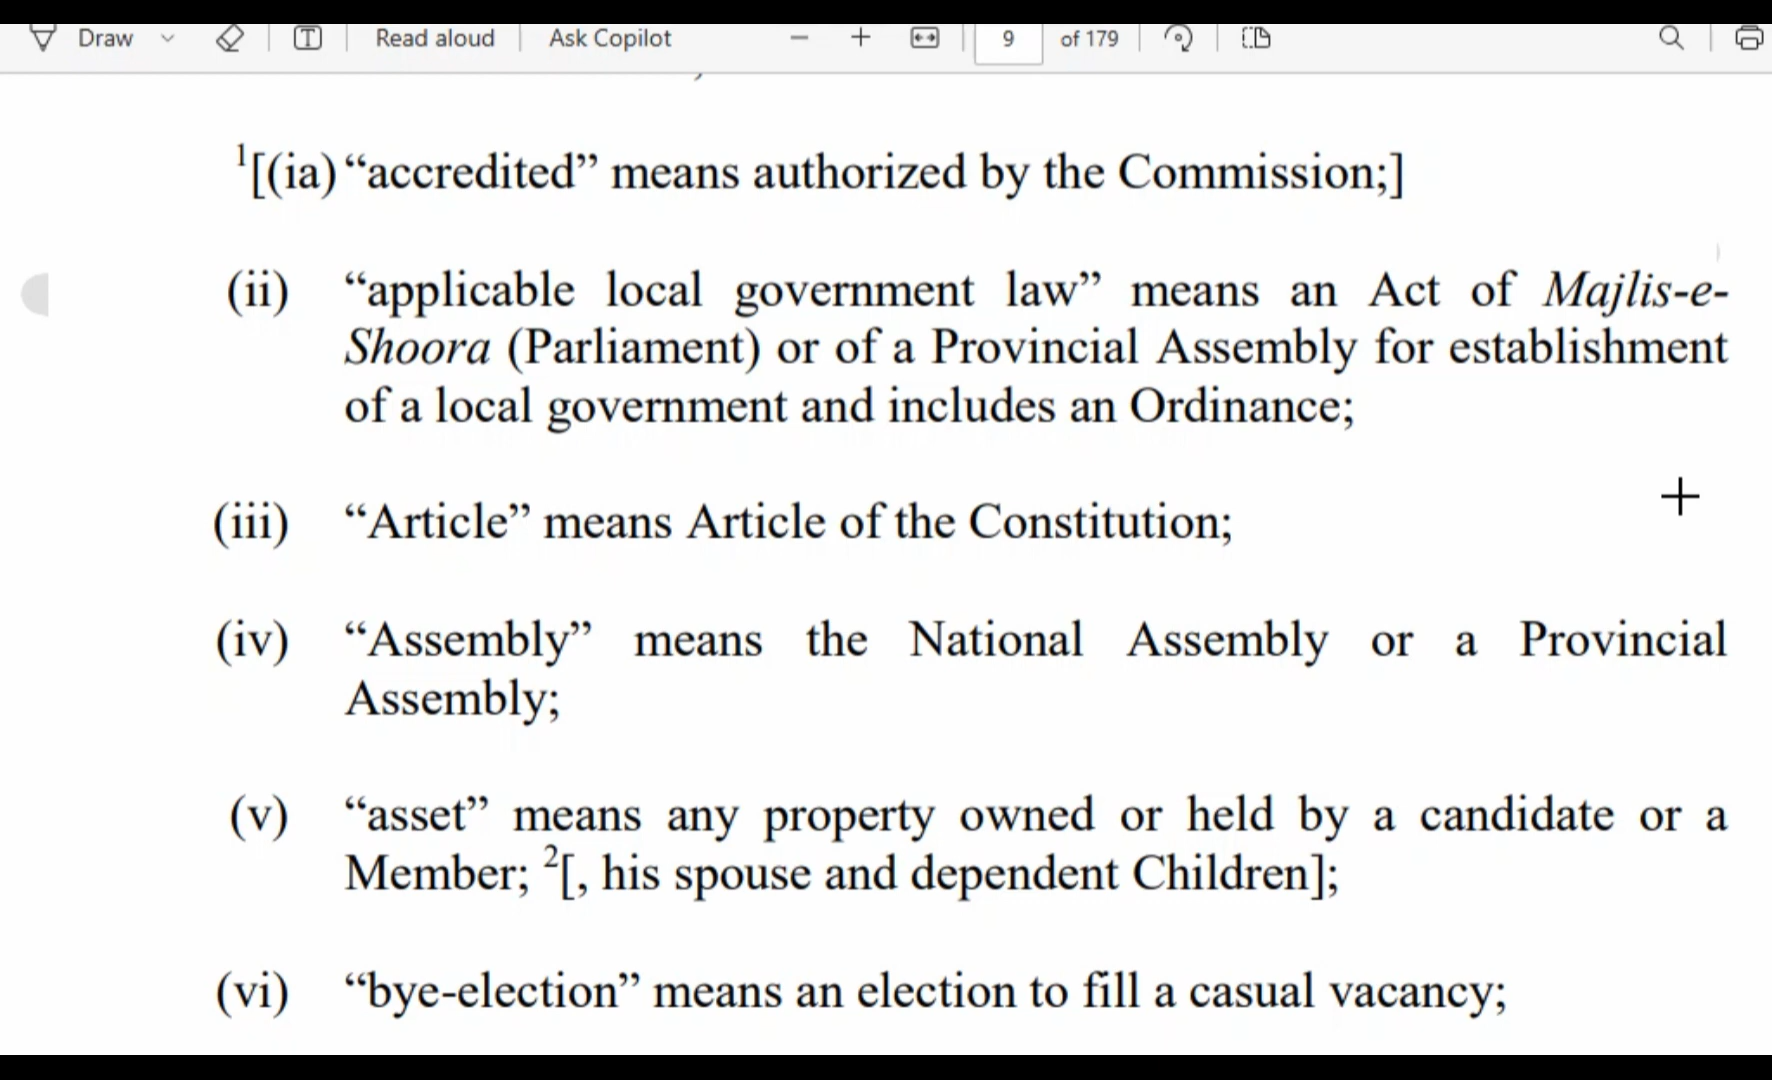 Draw
Read aloud
Ask Copilot
9 of 179
¹[(ia) “accredited” means authorized by the Commission;]
(ii) “applicable local government law” means an Act of Majlis-e-
Shoora (Parliament) or of a Provincial Assembly for establishment
of a local government and includes an Ordinance;
(iii) “Article” means Article of the Constitution;
(iv) “Assembly” means the National Assembly or a Provincial
Assembly;
(v) “asset” means any property owned or held by a candidate or a
Member; ²[, his spouse and dependent Children];
(vi) “bye-election” means an election to fill a casual vacancy;